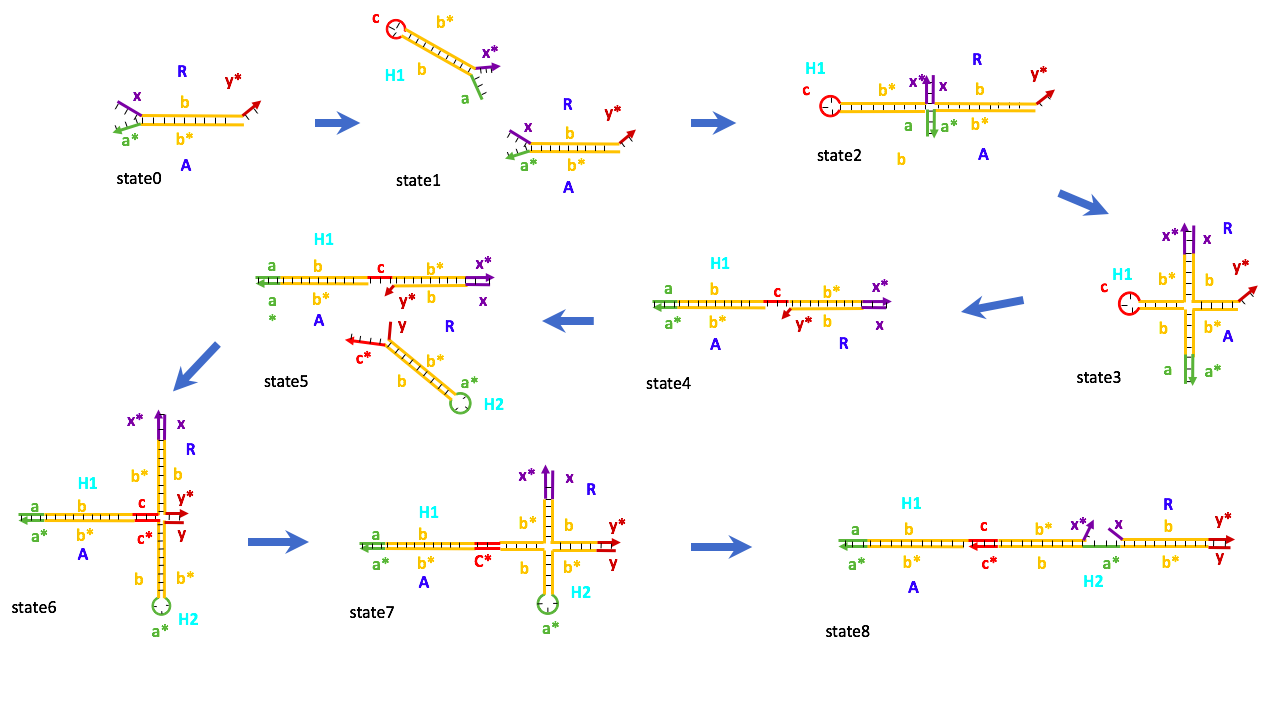 R
x
b
y*
a*
b*
A
state0
c
b*
x*
H1
b
a
state1
R
x
b
y*
a*
b*
A
H1
c
b*
x*
x
R
b
y*
a
a*
b*
b
A
state2
x*
x
R
b*
b
y*
H1
c
b
b*
A
a
a*
state3
H1
a
b
c
b*
x*
a*
b*
y*
b
x
A
R
state4
H1
a
b
c
b*
x*
a
*
b*
y*
b
x
A
R
y
c*
b*
b
a*
H2
state5
x*
x
R
b*
b
H1
a
b
c
y*
a*
b*
c*
y
A
b
b*
H2
a*
state6
x*
x
R
b*
b
H1
a
b
y*
a*
b*
C*
b
b*
y
A
H2
a*
state7
H1
R
a
b
c
b*
x*
x
b
y*
a*
b*
c*
b
a*
b*
y
A
H2
state8